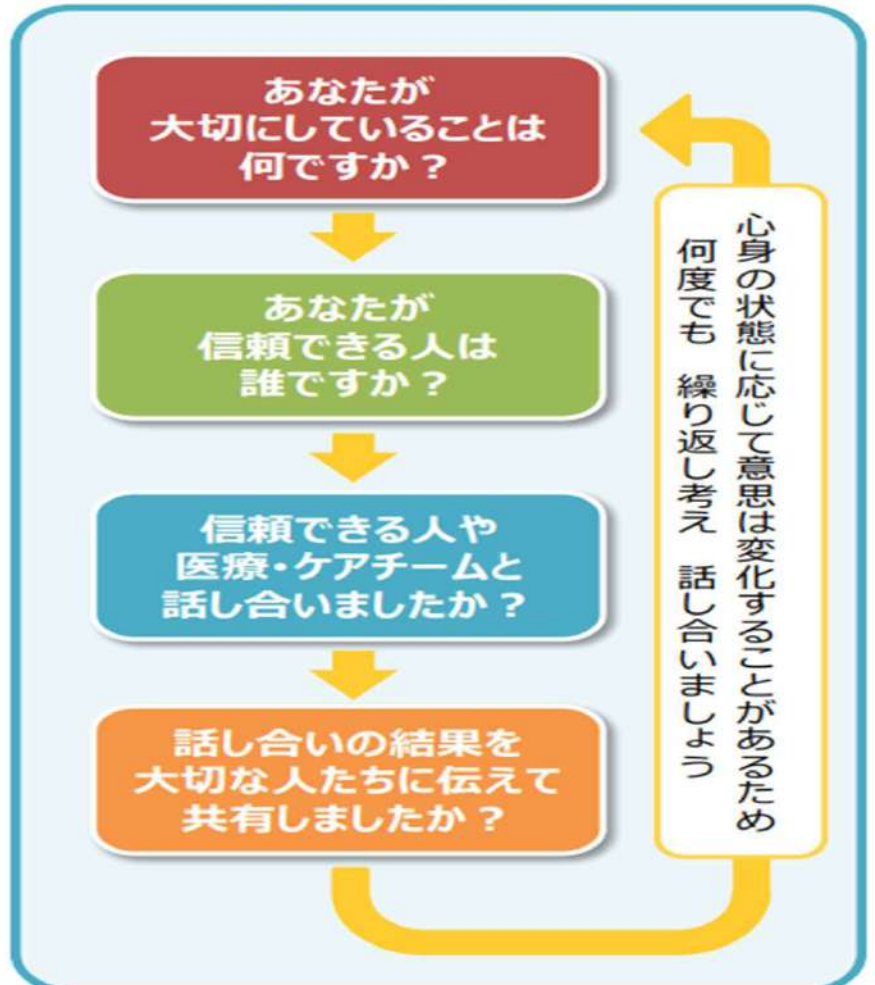 あなたが
大切にしていることは
何ですか？
あなたが
信頼できる人は
誰ですか？
信頼できる人や
医療・ケアチームと
話し合いましたか？
話し合いの結果を
大切な人たちに伝えて
共有しましたか？
心身の状態に応じて意思は変化することがあるため
何度でも　繰り返し考え　話し合いましょう